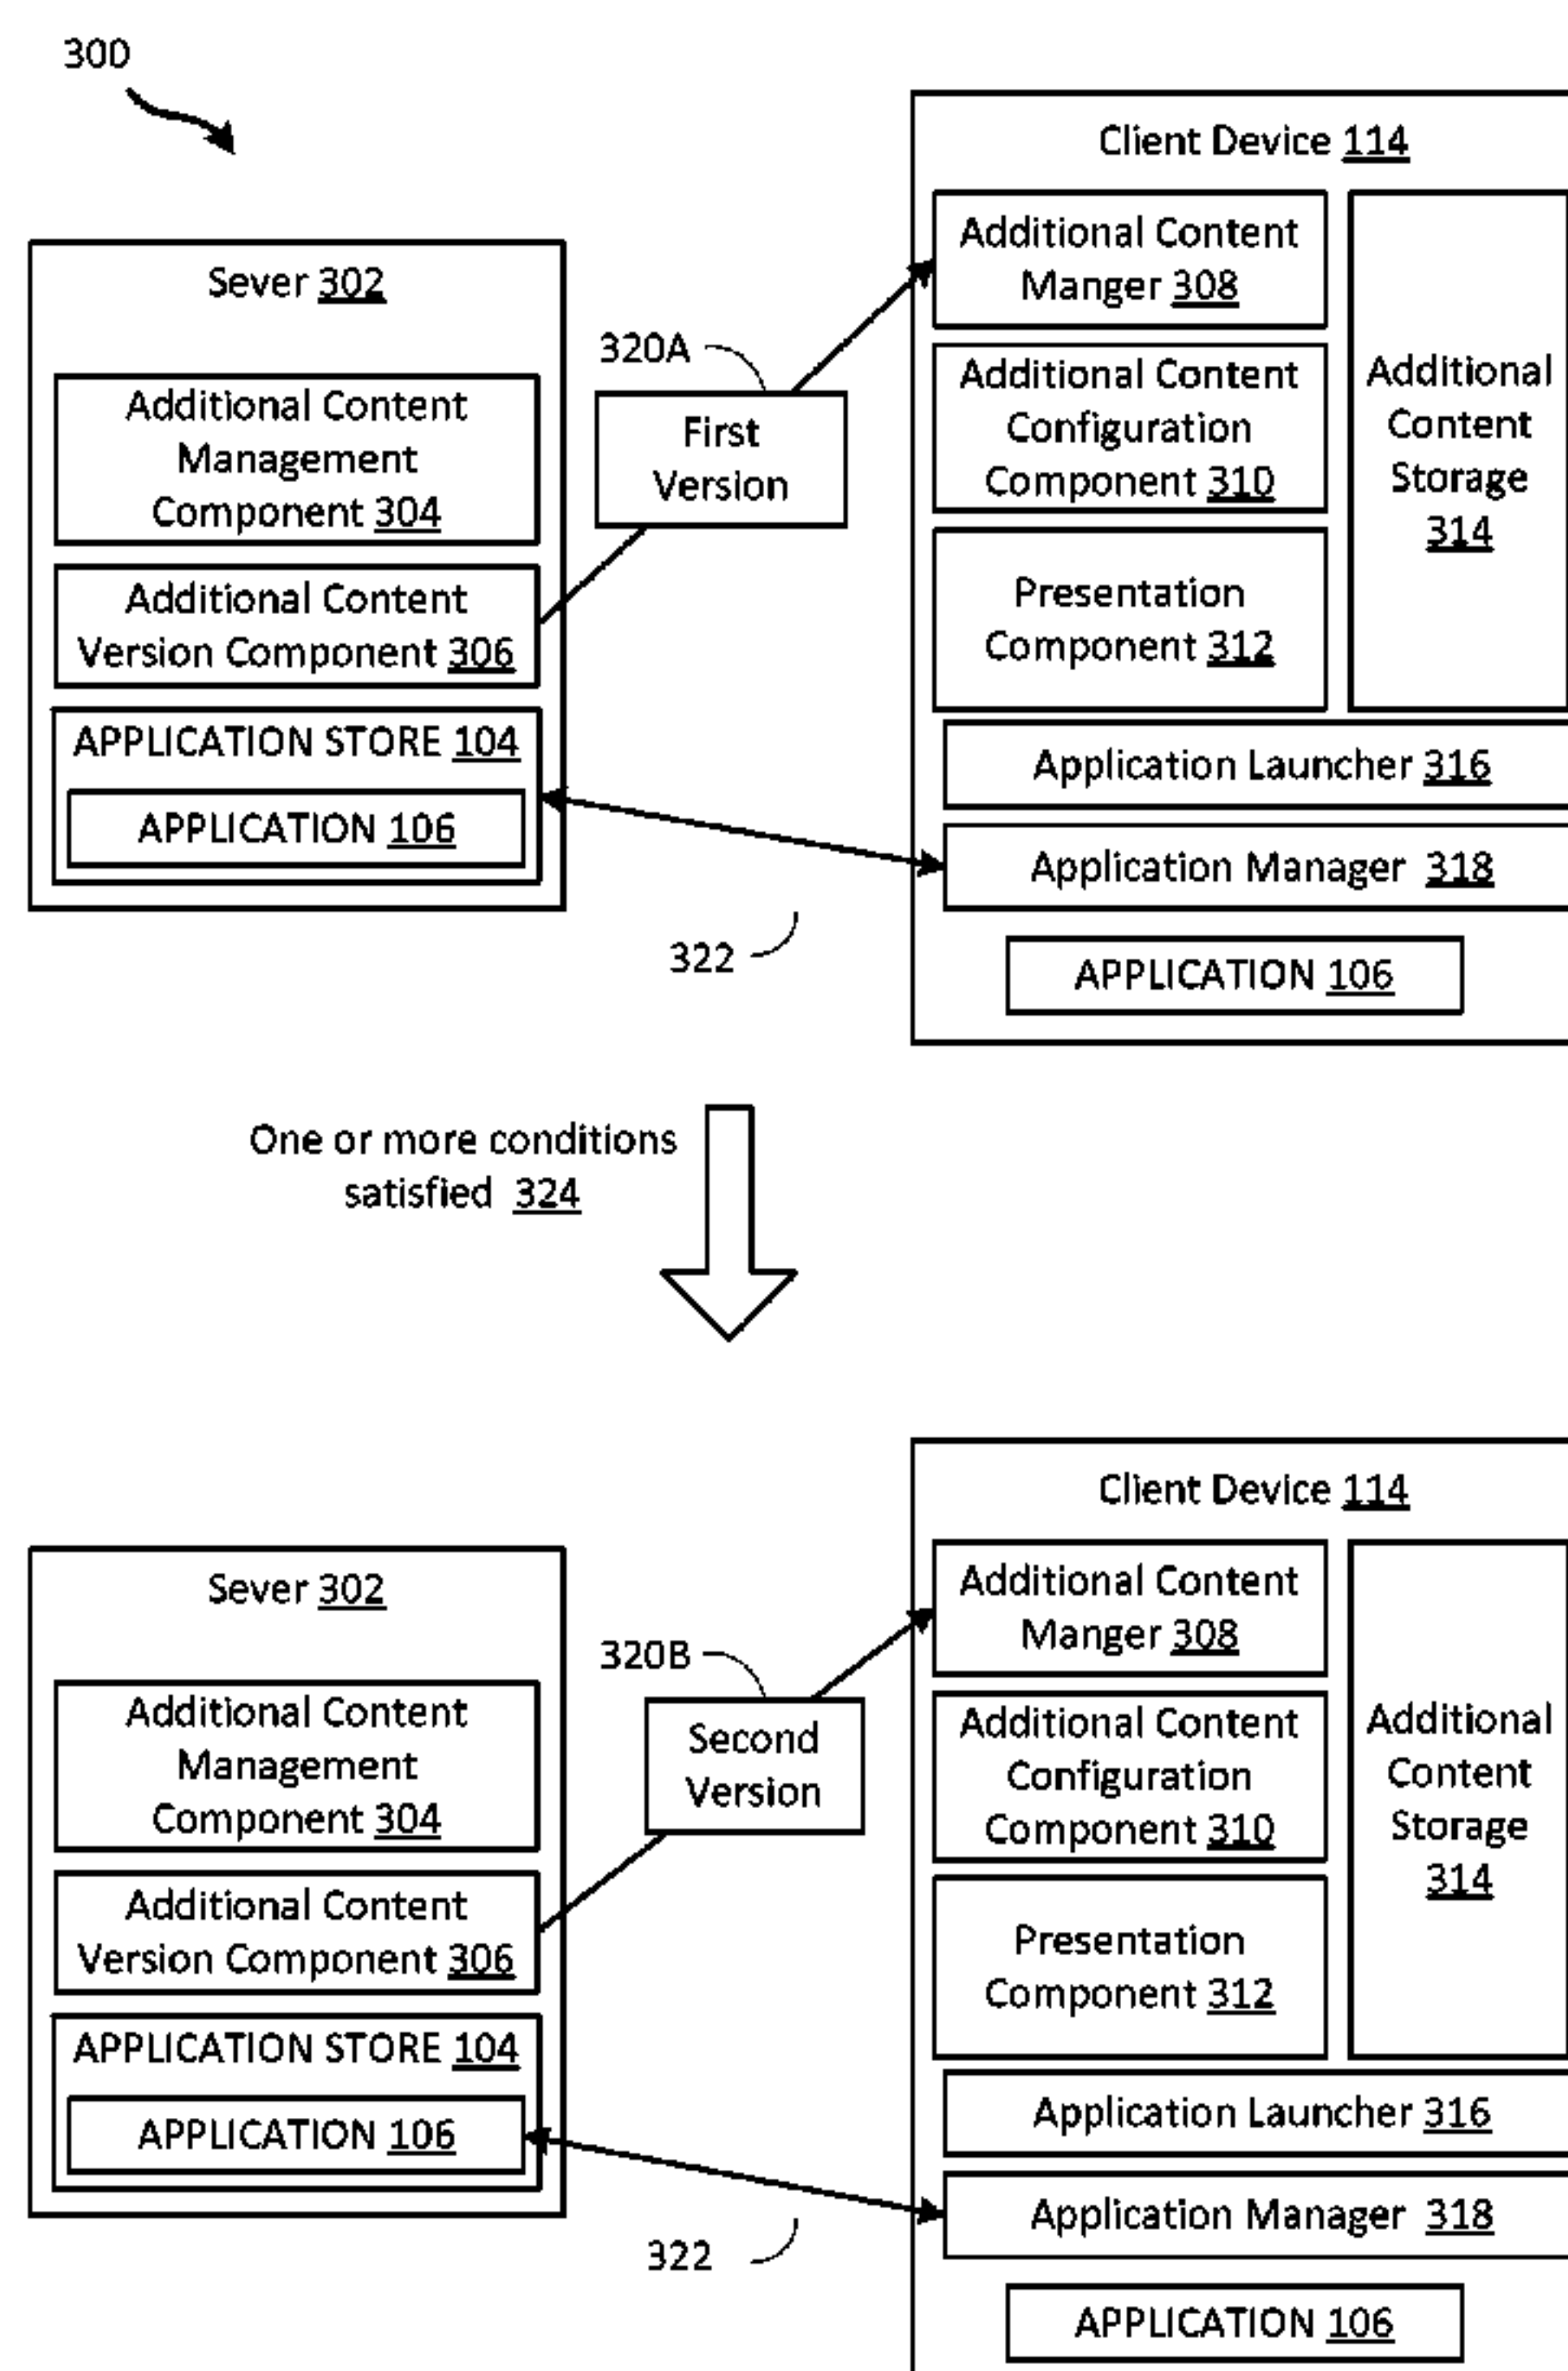 300
Client Device 114
Additional Content
Manger 308
Additional Content
Configuration
Component 310
Presentation
Component 312
Additional
Content
Storage
314
Application Launcher 316
Application Manager 318
APPLICATION 106
Sever 302
Additional Content
Management
Component 304
Additional Content
Version Component 306
APPLICATION STORE 104
APPLICATION 106
320A
First
Version
322
One or more conditions
satisfied 324
Client Device 114
Additional Content
Manger 308
Additional Content
Configuration
Component 310
Presentation
Component 312
Additional
Content
Storage
314
Application Launcher 316
Application Manager 318
APPLICATION 106
Sever 302
Additional Content
Management
Component 304
Additional Content
Version Component 306
APPLICATION STORE 104
APPLICATION 106
320B
Second
Version
322